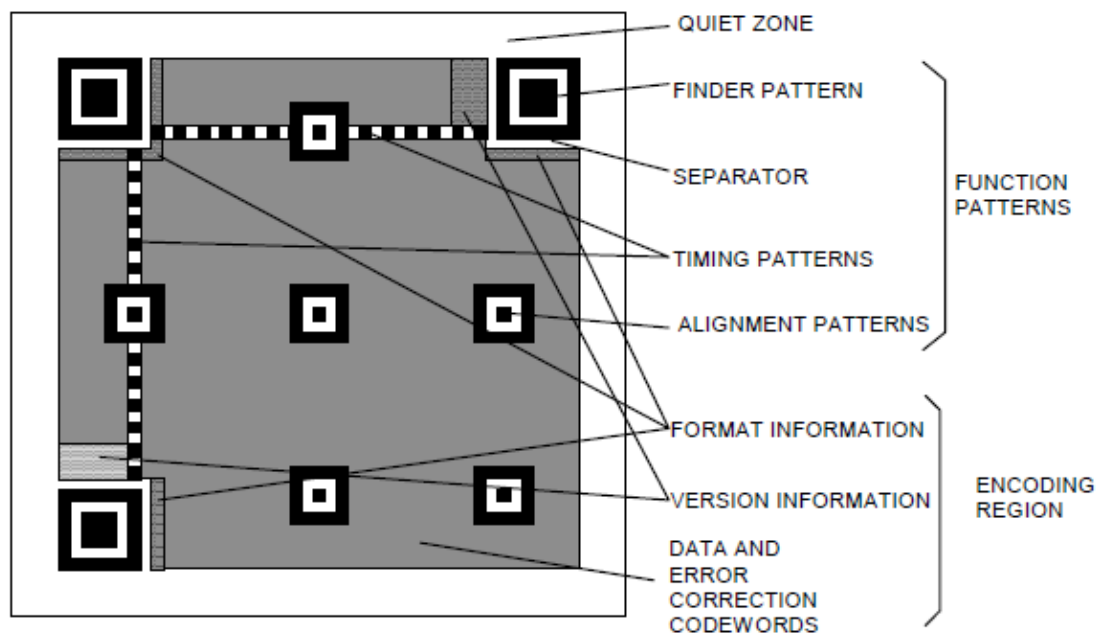 QUIET ZONE
FINDER PATTERN
SEPARATOR
FUNCTION
PATTERNS
TIMING PATTERNS
ALIGNMENT PATTERNS
FORMAT INFORMATION
VERSION INFORMATION
ENCODING
REGION
DATA AND
ERROR
CORRECTION
CODEWORDS